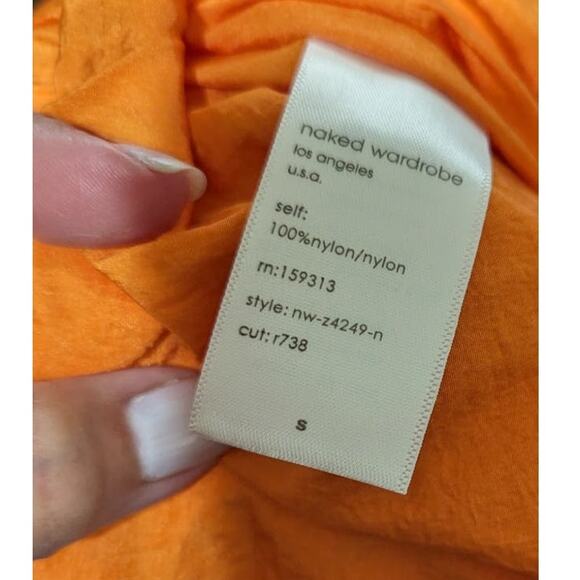 naked wardrobe
los angeles
u.s.a.
self:
100%nylon/nylon
rn:159313
style: nw-z4249-n
cut: r738
s